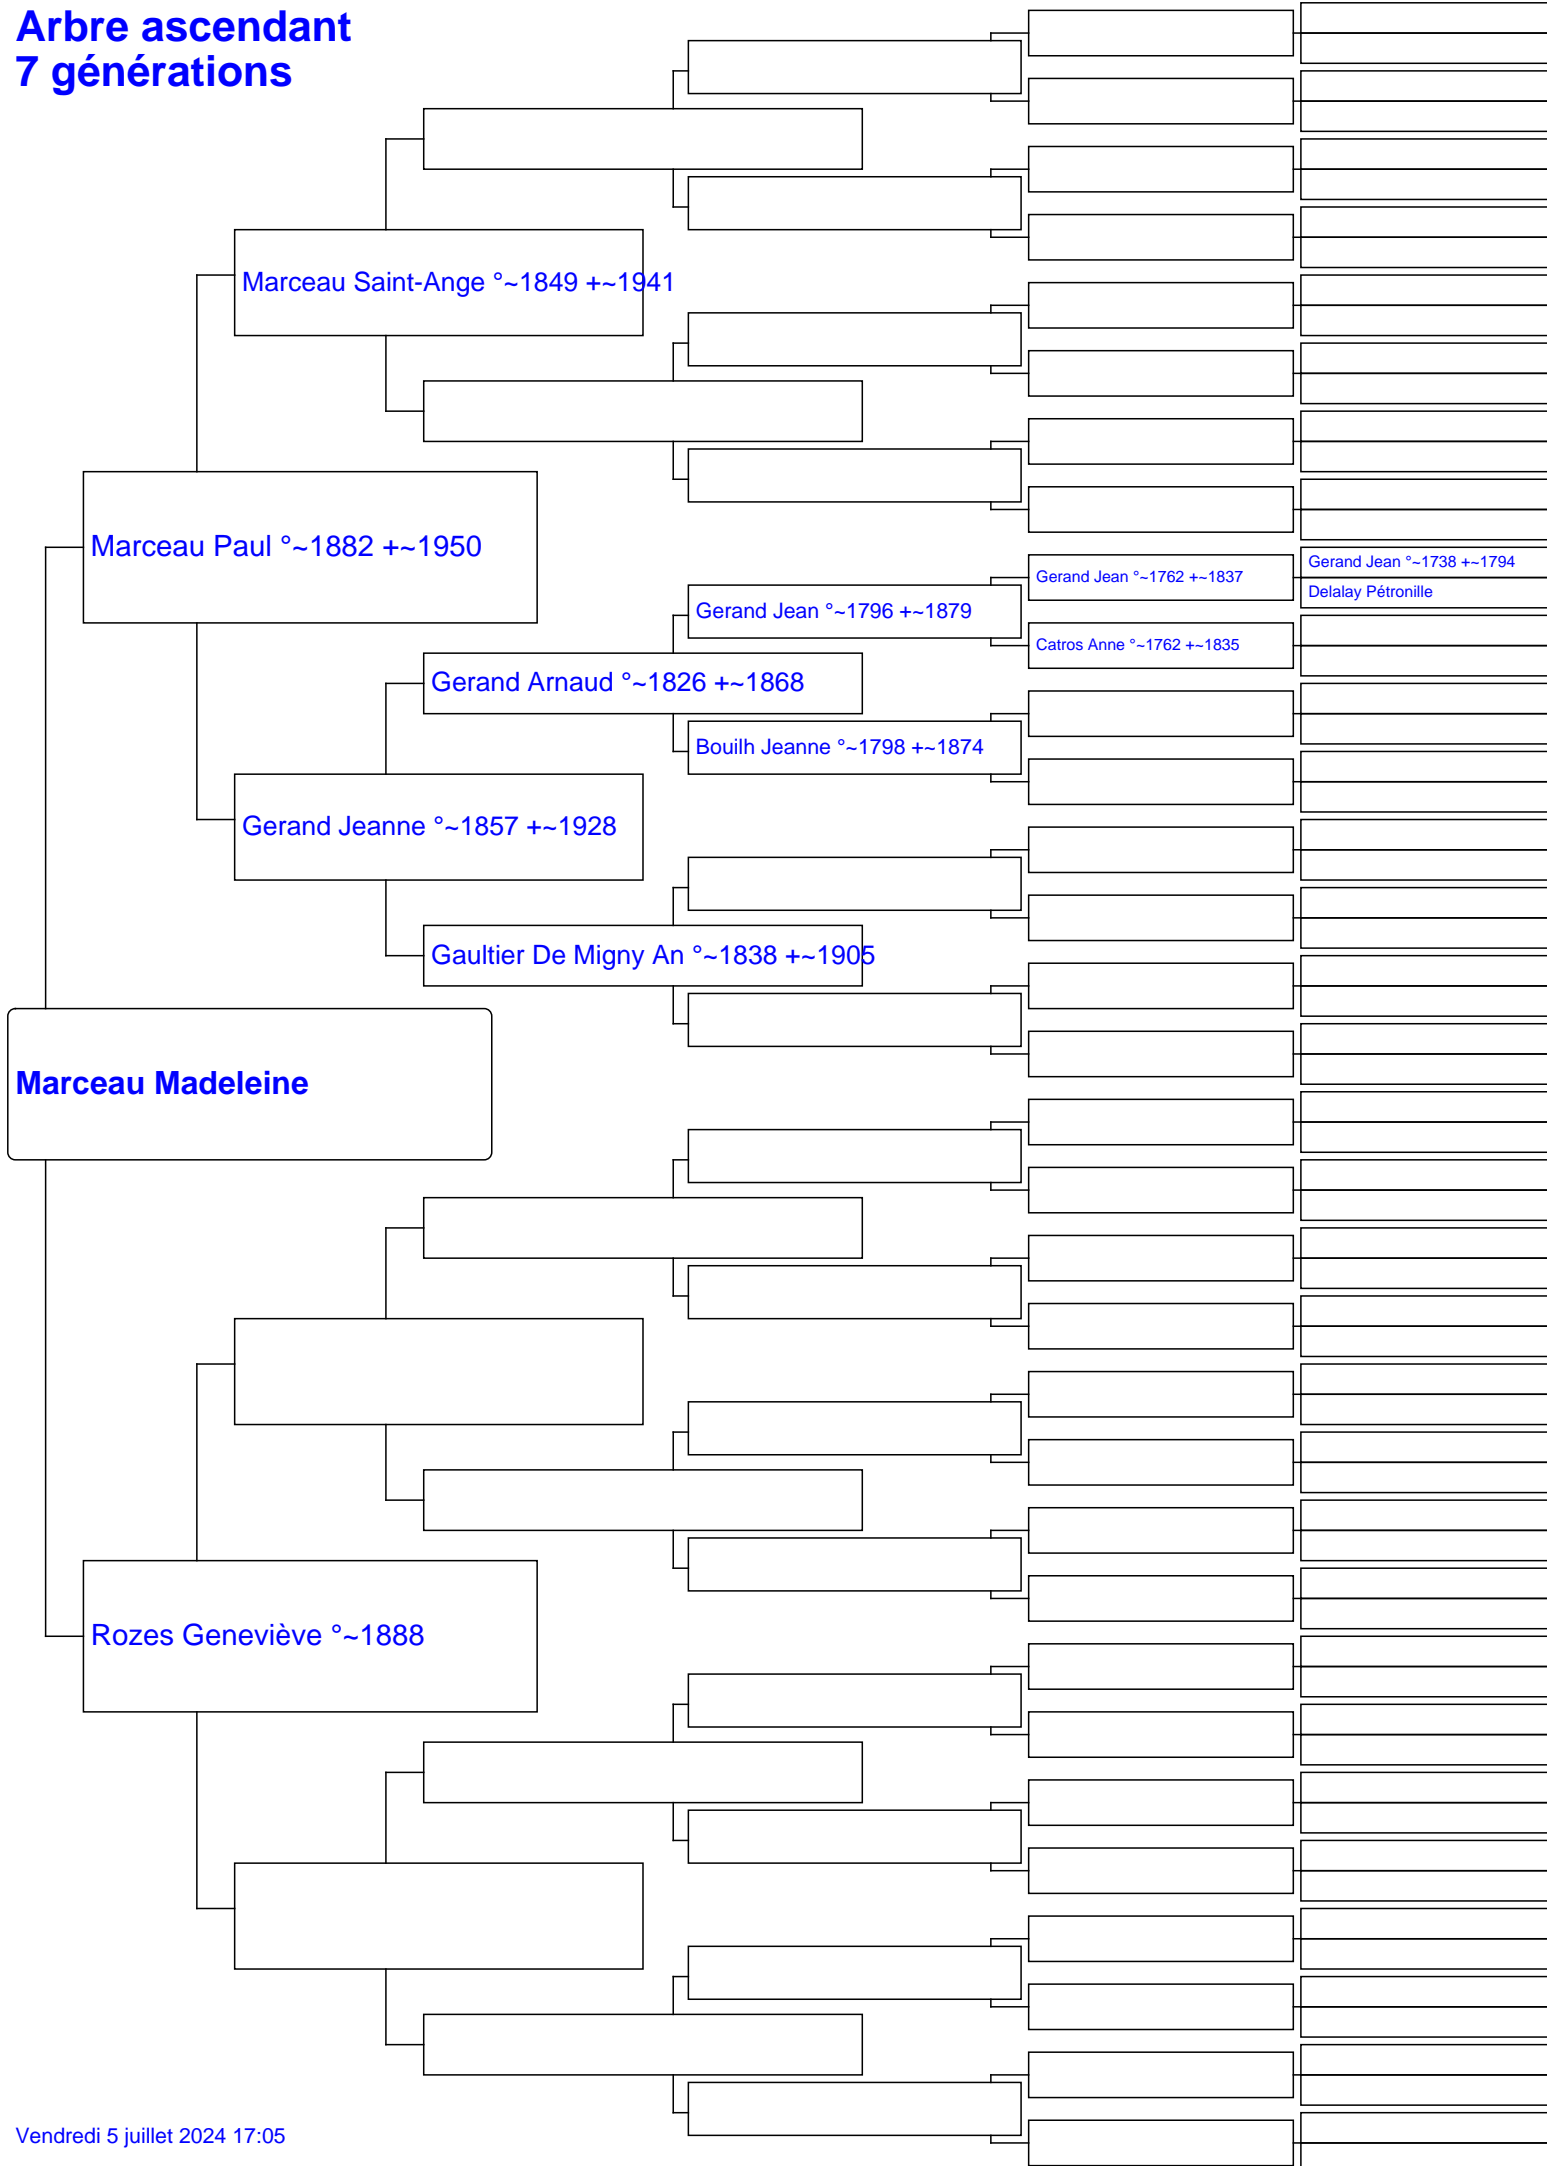 Arbre ascendant
7 générations
Marceau Saint-Ange °~1849 +~1941
Marceau Paul °~1882 +~1950
Gerand Jean °~1738 +~1794
Gerand Jean °~1762 +~1837
Delalay Pétronille
Gerand Jean °~1796 +~1879
Catros Anne °~1762 +~1835
Gerand Arnaud °~1826 +~1868
Bouilh Jeanne °~1798 +~1874
Gerand Jeanne °~1857 +~1928
Gaultier De Migny An °~1838 +~1905
Marceau Madeleine
Rozes Geneviève °~1888
Vendredi 5 juillet 2024 17:05